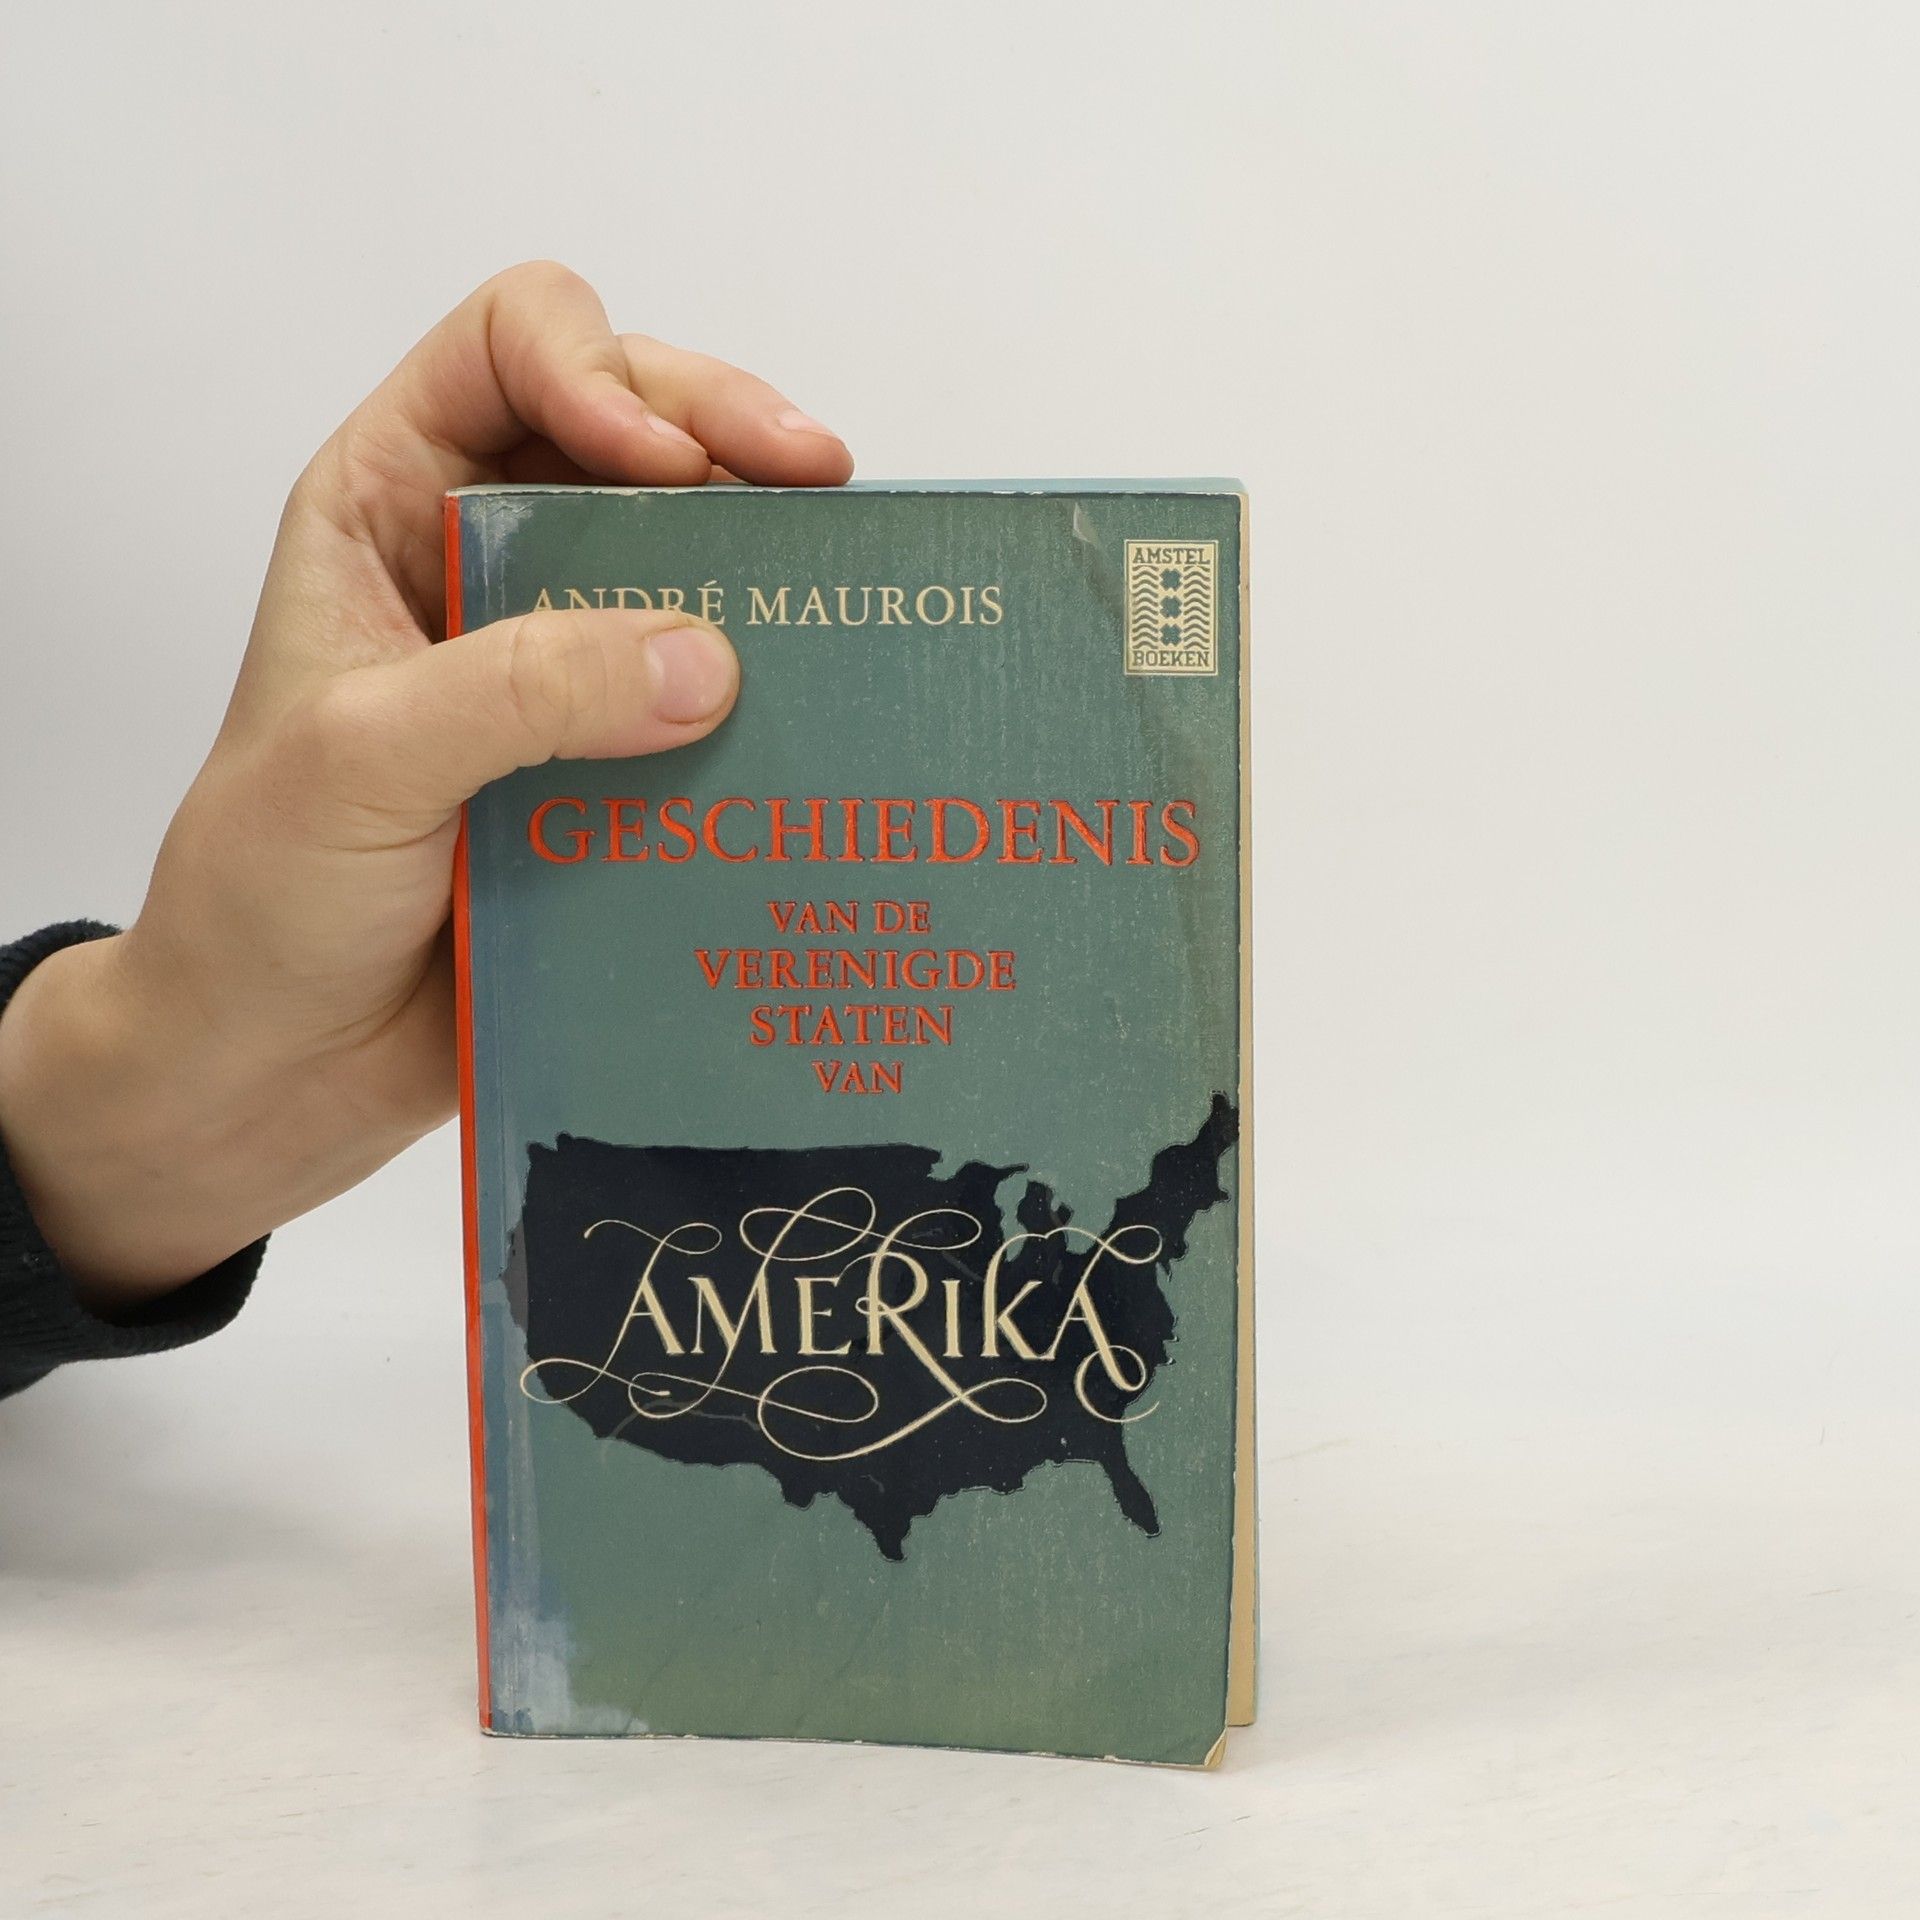 ANDRÉ MAUROIS
AMSTEL
BOEKEN
GESCHIEDENIS
VAN DE
VERENIGDE
STATEN
VAN
AMERIKA